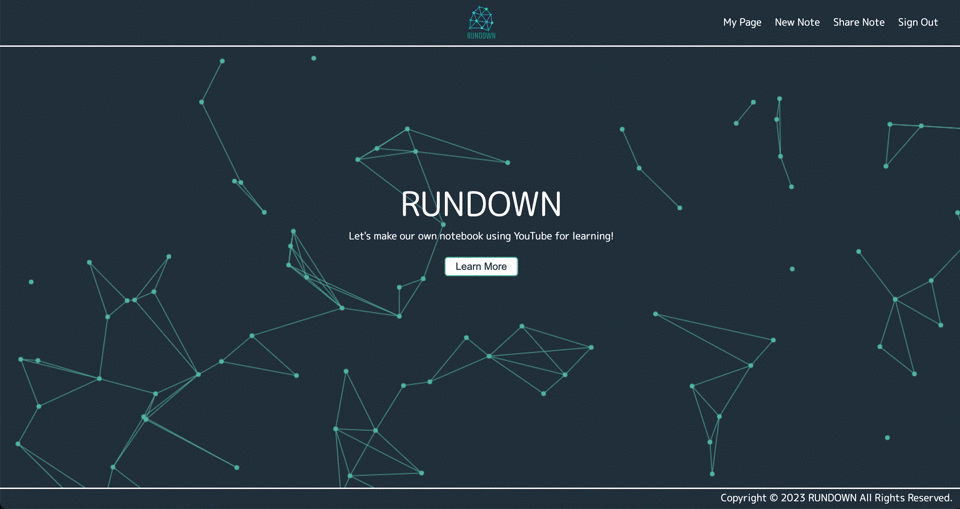 RUNDOWN
My Page New Note Share Note Sign Out
RUNDOWN
Let's make our own notebook using YouTube for learning!
Learn More
Copyright © 2023 RUNDOWN All Rights Reserved.